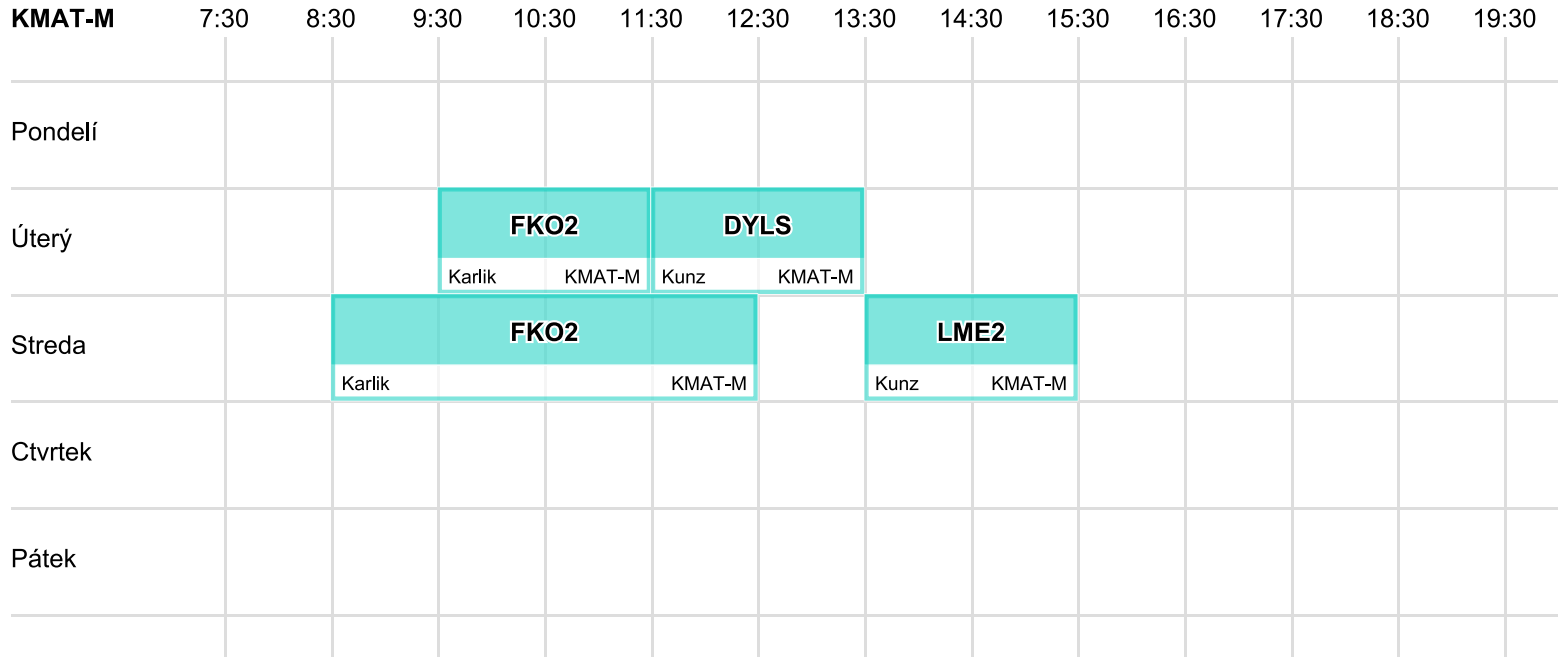 KMAT-M 7:30 8:30 9:30 10:30 11:30 12:30 13:30 14:30 15:30 16:30 17:30 18:30 19:30
Pondelí
Úterý
FKO2 DYLS
Karlik KMAT-M Kunz KMAT-M
Streda
FKO2 LME2
Karlik KMAT-M Kunz KMAT-M
Ctvrtek
Pátek